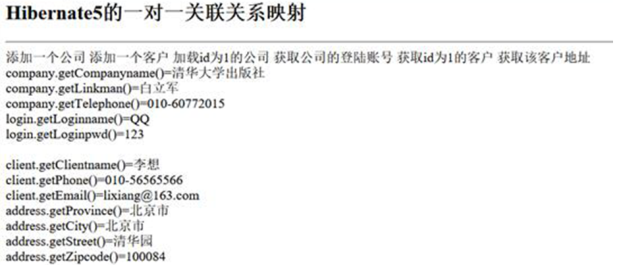 Hibernate5的一对一关联关系映射
添加一个公司 添加一个客户 加载id为1的公司 获取公司的登陆账号 获取id为1的客户 获取该客户地址
company.getCompanyname()=清华大学出版社
company.getLinkman()=白立军
company.getTelephone()=010-60772015
login.getLoginname()=QQ
login.getLoginpwd()=123
client.getClientname()=李想
client.getPhone()=010-56565566
client.getEmail()=lixiang@163.com
address.getProvince()=北京市
address.getCity()=北京市
address.getStreet()=清华园
address.getZipcode()=100084